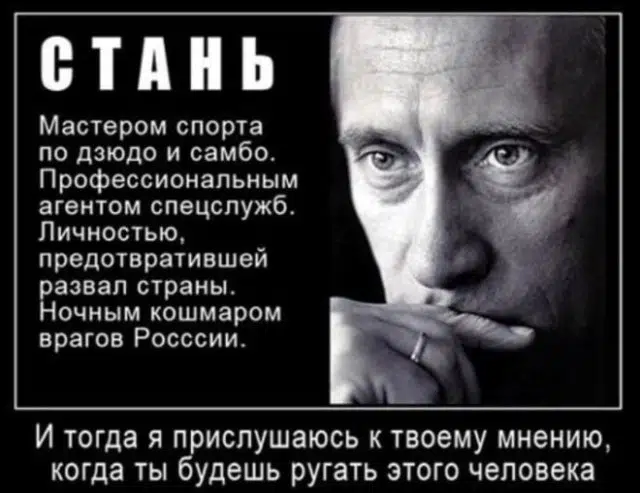 СТАНЬ
Мастером спорта
по дзюдо и самбо.
Профессиональным
агентом спецслужб.
Личностью,
предотвратившей
развал страны.
Ночным кошмаром
врагов Росссии.
И тогда я прислушаюсь к твоему мнению,
когда ты будешь ругать этого человека